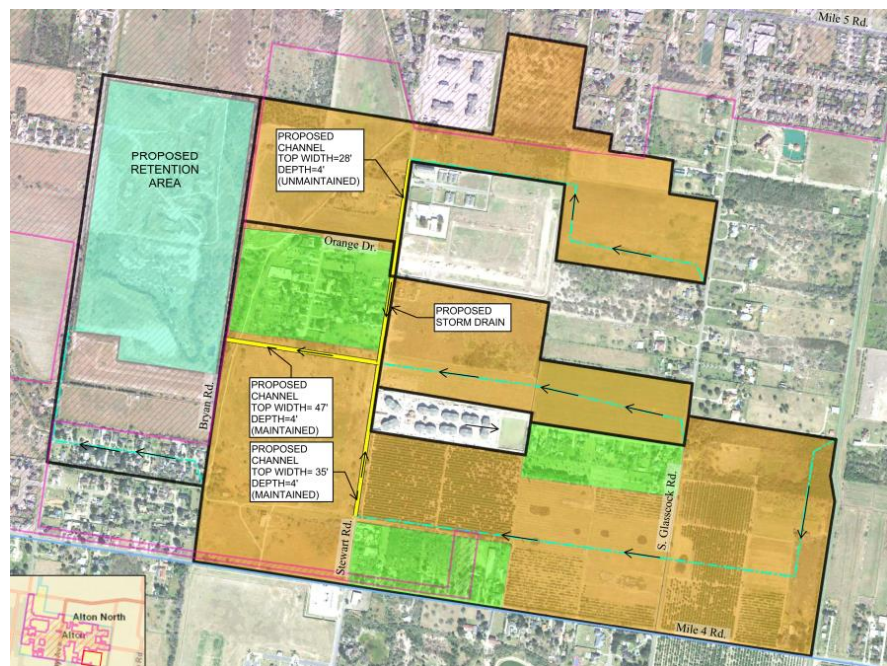 Mile 5 Rd.
PROPOSED
CHANNEL
TOP WIDTH=28'
DEPTH=4'
(UNMAINTAINED)
PROPOSED
RETENTION
AREA
Orange Dr.
PROPOSED
STORM DRAIN
PROPOSED
CHANNEL
TOP WIDTH= 47'
DEPTH=4'
(MAINTAINED)
Bryan Rd.
PROPOSED
CHANNEL
TOP WIDTH= 35'
DEPTH=4'
(MAINTAINED)
S. Glasscock Rd.
Stewart Rd.
Mile 4 Rd.
Alton North
Alton
Rd